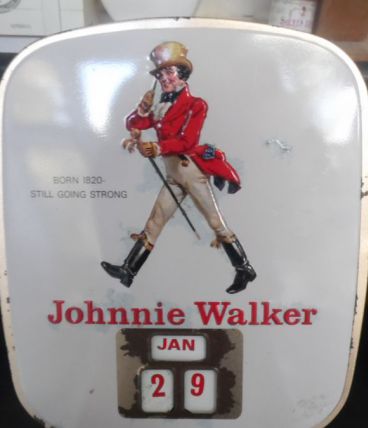 BORN 1820-
STILL GOING STRONG
Johnnie Walker
JAN
2 9